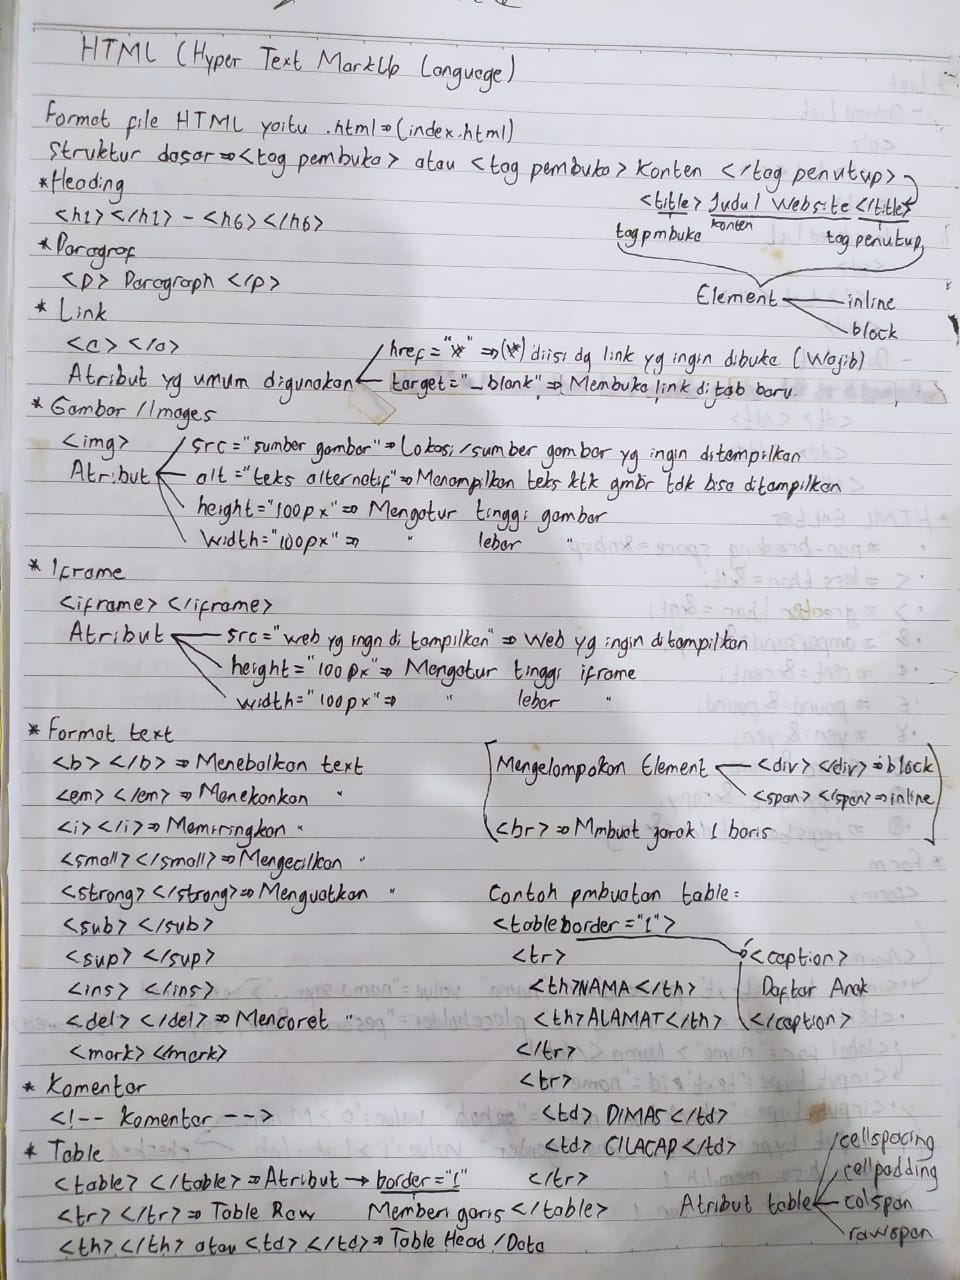 HTML (Hyper Text MarkUp Language)
Format file HTML yaitu .html ⇒ (index.html)
Struktur dasar ⇒ <tag pembuka> atau <tag pembuka> Konten </tag penutup>
* Heading
<title> Judul Website </title>
<h1></h1> - <h6></h6>
tag pmbuka konten tag penutup
* Paragraf
<p> Paragraph </p>
Element inline
block
* Link
<a></a>
href="*" ⇒ (*) diisi dg link yg ingin dibuka (Wajib)
Atribut yg umum digunakan target="_blank" ⇒ Membuka link di tab baru.
* Gambar / Images
<img> src="sumber gambar" ⇒ Lokasi/sumber gambar yg ingin ditampilkan
Atribut alt="teks alternatif" ⇒ Menampilkan teks ktk gmbr tdk bisa ditampilkan
height="100px" ⇒ Mengatur tinggi gambar
width="100px" ⇒ " lebar "
* Iframe
<iframe></iframe>
Atribut src="web yg ingn di tampilkan" ⇒ Web yg ingin ditampilkan
height="100px" ⇒ Mengatur tinggi iframe
width="100px" ⇒ " lebar "
* Format text
<b> </b> ⇒ Menebalkan text
<em> </em> ⇒ Menekankan "
<i></i> ⇒ Memiringkan "
<small></small> ⇒ Mengecilkan "
<strong></strong> ⇒ Menguatkan "
<sub></sub>
<sup></sup>
<ins></ins>
<del></del> ⇒ Mencoret "
<mark></mark>
Mengelompokan Element <div></div> ⇒ block
<span></span> ⇒ inline
<br> ⇒ Mmbuat jarak 1 baris
* Komentar
<!-- Komentar -->
* Table
<table></table> ⇒ Atribut → border="1"
<tr></tr> ⇒ Table Raw Memberi garis
<th></th> atau <td></td> ⇒ Table Head / Data
Contoh pmbuatan table:
<table border="1">
<caption>
Daftar Anak
</caption>
<tr>
<th>NAMA</th>
<th>ALAMAT</th>
</tr>
<tr>
<td> DIMAS </td>
<td> CILACAP </td>
</tr>
</table>
Atribut table cellspacing
cellpadding
colspan
rawspan